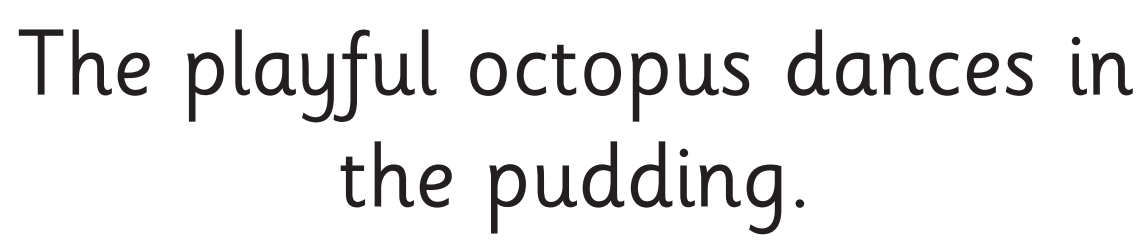 The playful octopus dances in
the pudding.